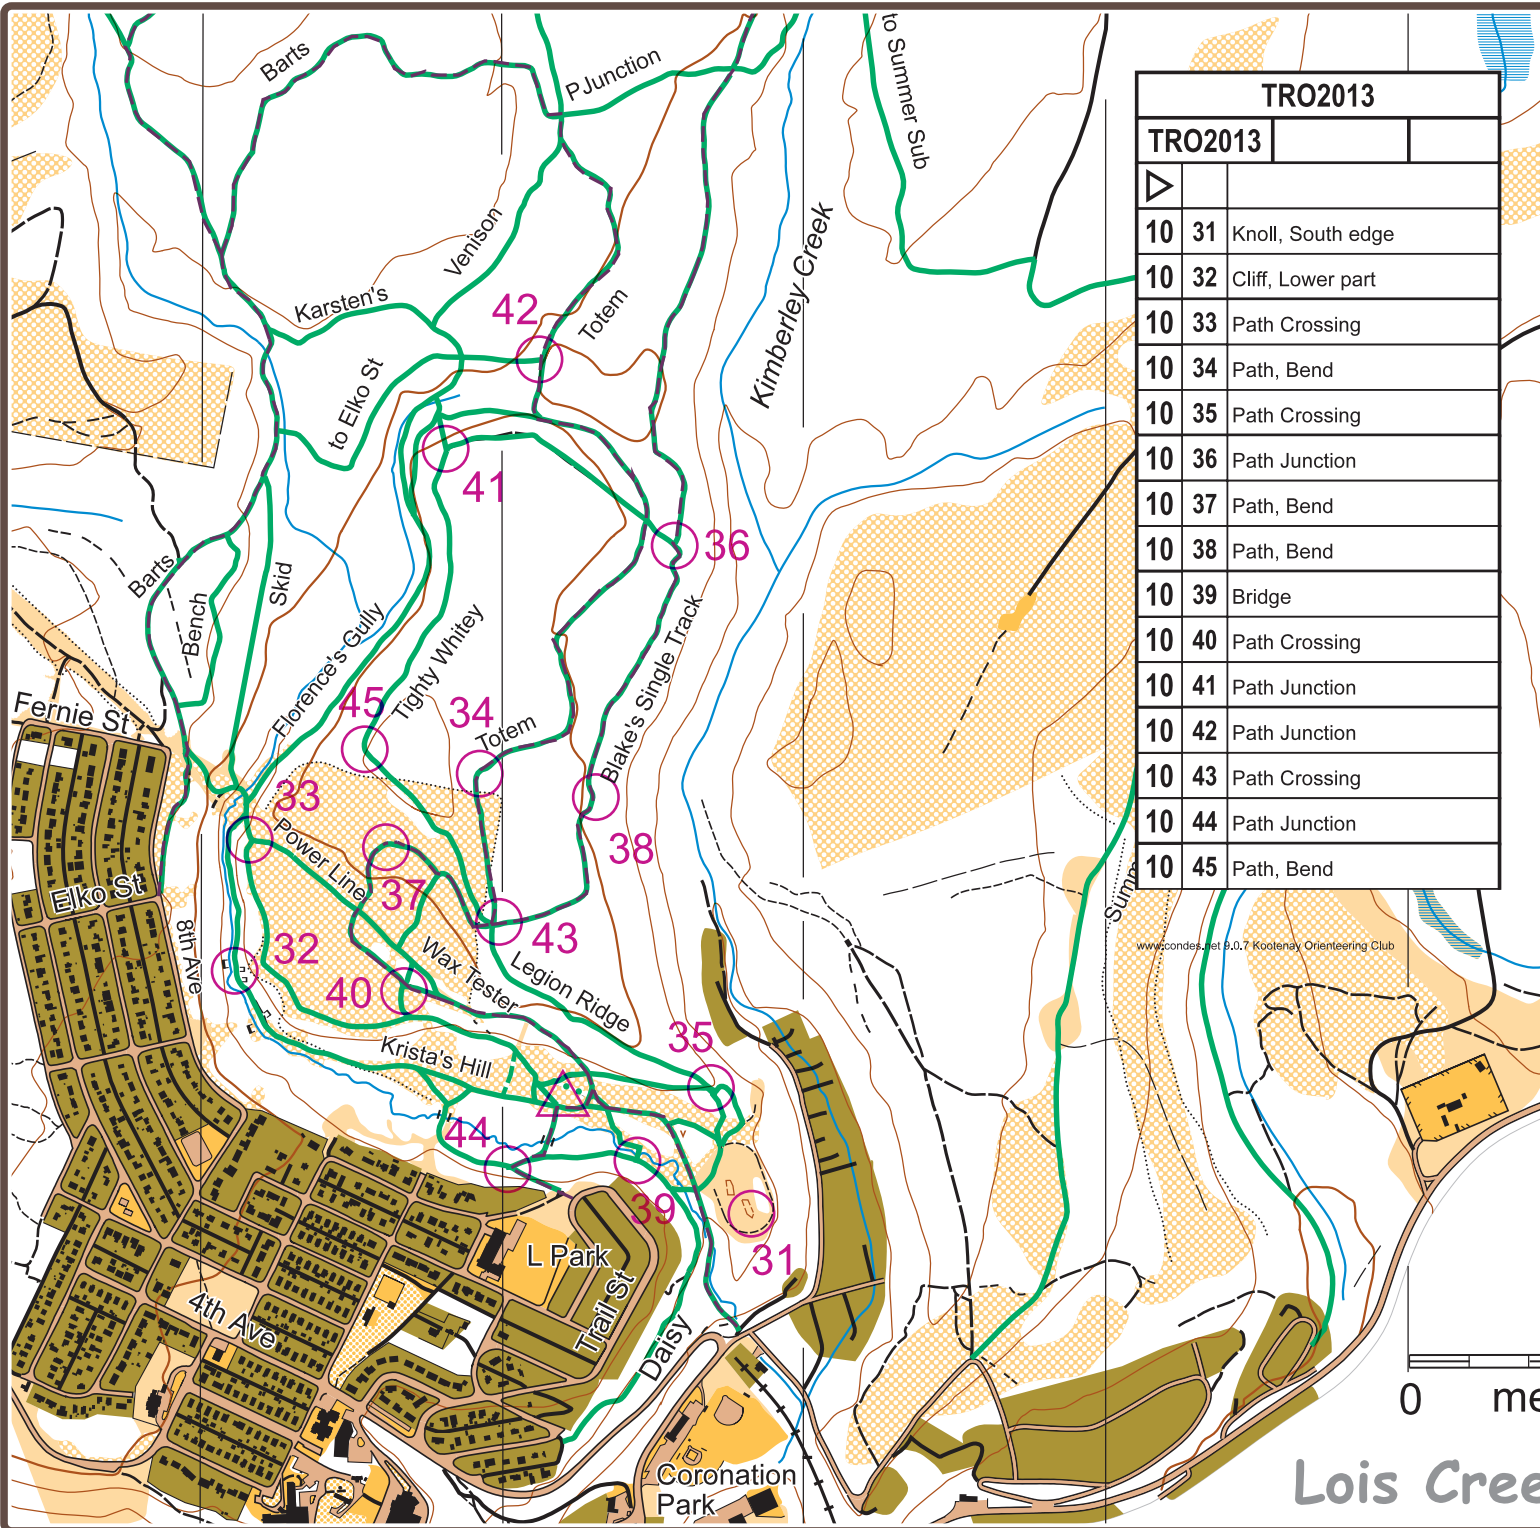 Barts
PJunction
to Summer Sub
TRO2013
TRO2013
10 31 Knoll, South edge
10 32 Cliff, Lower part
10 33 Path Crossing
10 34 Path, Bend
10 35 Path Crossing
10 36 Path Junction
10 37 Path, Bend
10 38 Path, Bend
10 39 Bridge
10 40 Path Crossing
10 41 Path Junction
10 42 Path Junction
10 43 Path Crossing
10 44 Path Junction
10 45 Path, Bend
Venison
Karsten's
42
Totem
Kimberley Creek
to Elko St
41
36
Barts
Bench
Skid
Florence's Gully
Tighty Whitey
Blake's Single Track
Fernie St
45
34
Totem
33
Power Line
38
37
Elko St
8th Ave
32
43
Wax Tester
Legion Ridge
40
Summ
www.condes.net 9.0.7 Kootenay Orienteering Club
Krista's Hill
35
44
39
31
L Park
4th Ave
Trail St
Daisy
0 me
Coronation
Park
Lois Cree